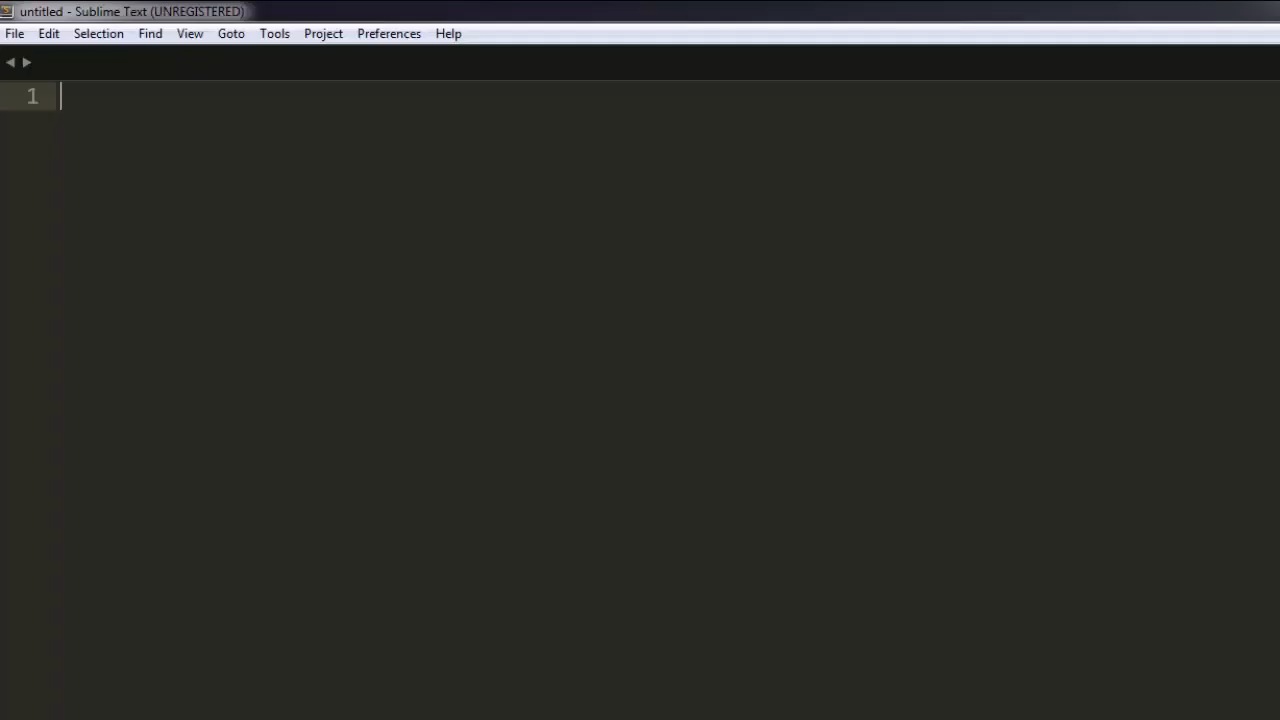 untitled - Sublime Text (UNREGISTERED)
File Edit Selection Find View Goto Tools Project Preferences Help
1